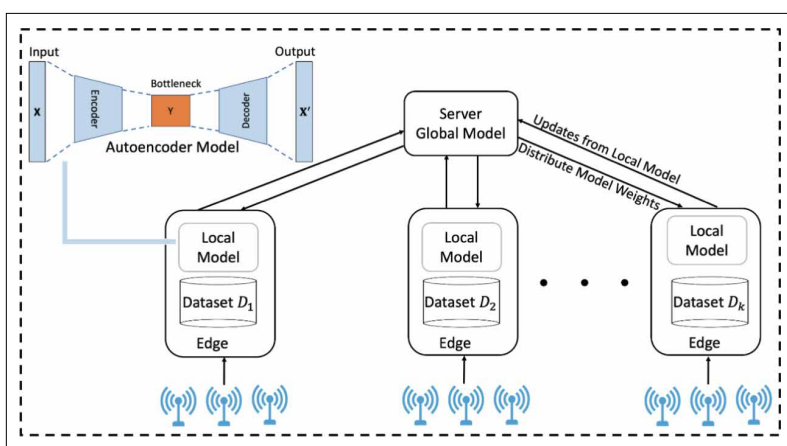 Input
Output
Bottleneck
X
Encoder
Y
Decoder
X′
Autoencoder Model
Server
Global Model
Updates from Local Model
Distribute Model Weights
Local
Model
Dataset D₁
Edge
Local
Model
Dataset D₂
Edge
Local
Model
Dataset Dₖ
Edge